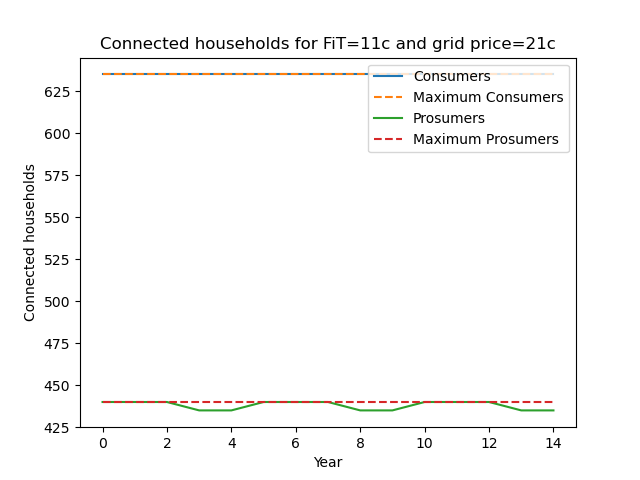 Connected households for FiT=11c and grid price=21c
Consumers
Maximum Consumers
Prosumers
Maximum Prosumers
Connected households
625
600
575
550
525
500
475
450
425
0 2 4 6 8 10 12 14
Year